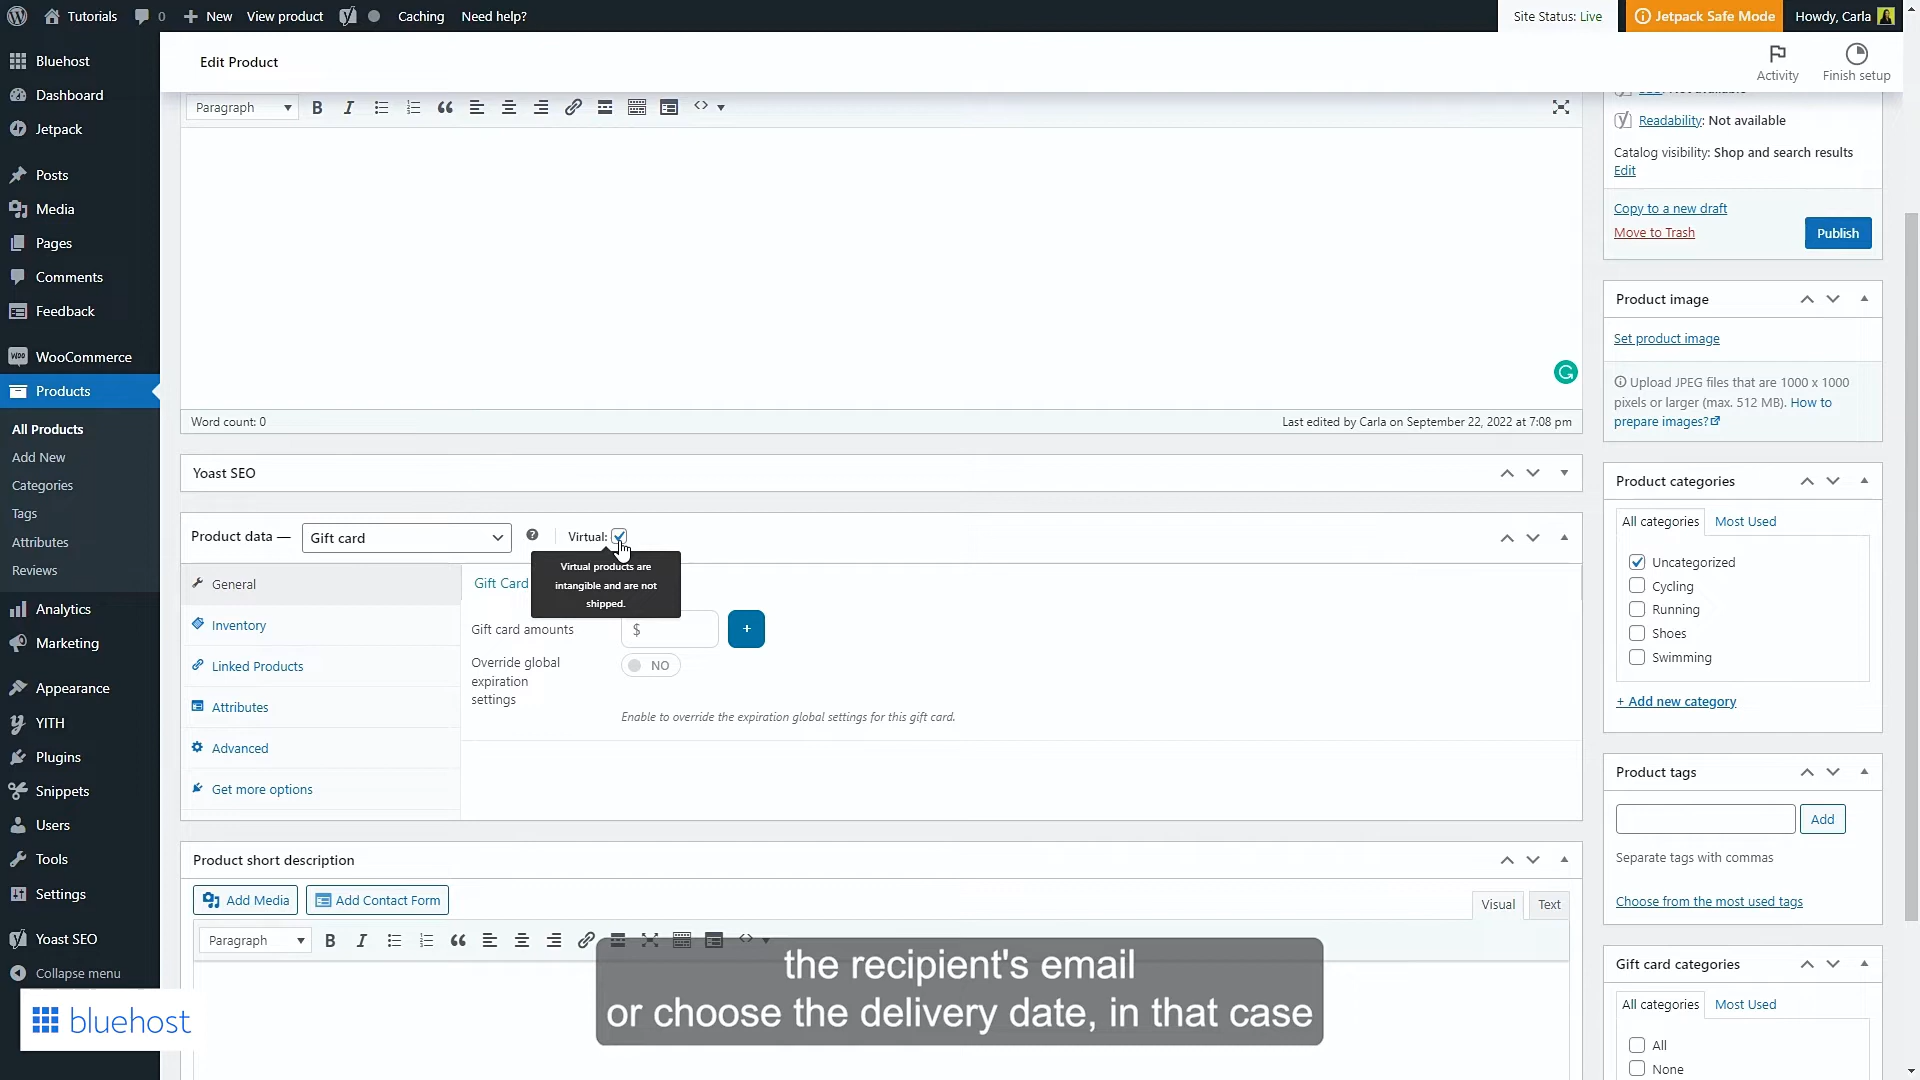 Tutorials
0
New
View product
Caching
Need help?
Site Status: Live
Jetpack Safe Mode
Howdy, Carla
Bluehost
Dashboard
Jetpack
Posts
Media
Pages
Comments
Feedback
WooCommerce
Products
All Products
Add New
Categories
Tags
Attributes
Reviews
Analytics
Marketing
Appearance
YITH
Plugins
Snippets
Users
Tools
Settings
Yoast SEO
Collapse menu
bluehost
Edit Product
Activity
Finish setup
Paragraph
Word count: 0
Last edited by Carla on September 22, 2022 at 7:08 pm
Yoast SEO
Product data —
Gift card
Virtual:
Virtual products are
intangible and are not
shipped.
General
Inventory
Linked Products
Attributes
Advanced
Get more options
Gift Card
Gift card amounts
$
+
Override global
expiration
settings
NO
Enable to override the expiration global settings for this gift card.
Product short description
Add Media
Add Contact Form
Visual
Text
Paragraph
the recipient's email
or choose the delivery date, in that case
Readability: Not available
Catalog visibility: Shop and search results
Edit
Copy to a new draft
Move to Trash
Publish
Product image
Set product image
Upload JPEG files that are 1000 x 1000
pixels or larger (max. 512 MB). How to
prepare images?
Product categories
All categories
Most Used
Uncategorized
Cycling
Running
Shoes
Swimming
+ Add new category
Product tags
Add
Separate tags with commas
Choose from the most used tags
Gift card categories
All categories
Most Used
All
None